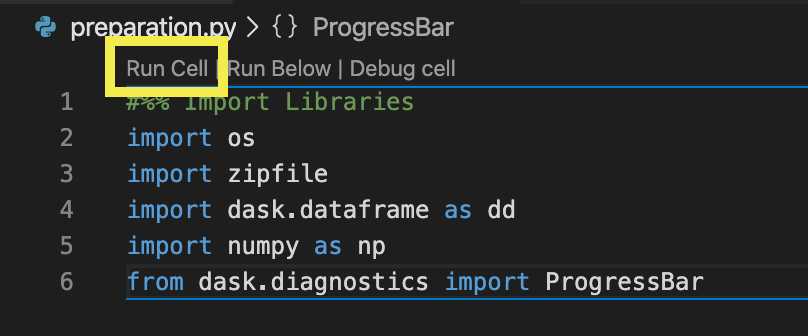 preparation.py > {} ProgressBar
Run Cell | Run Below | Debug cell
1 #%% Import Libraries
2 import os
3 import zipfile
4 import dask.dataframe as dd
5 import numpy as np
6 from dask.diagnostics import ProgressBar